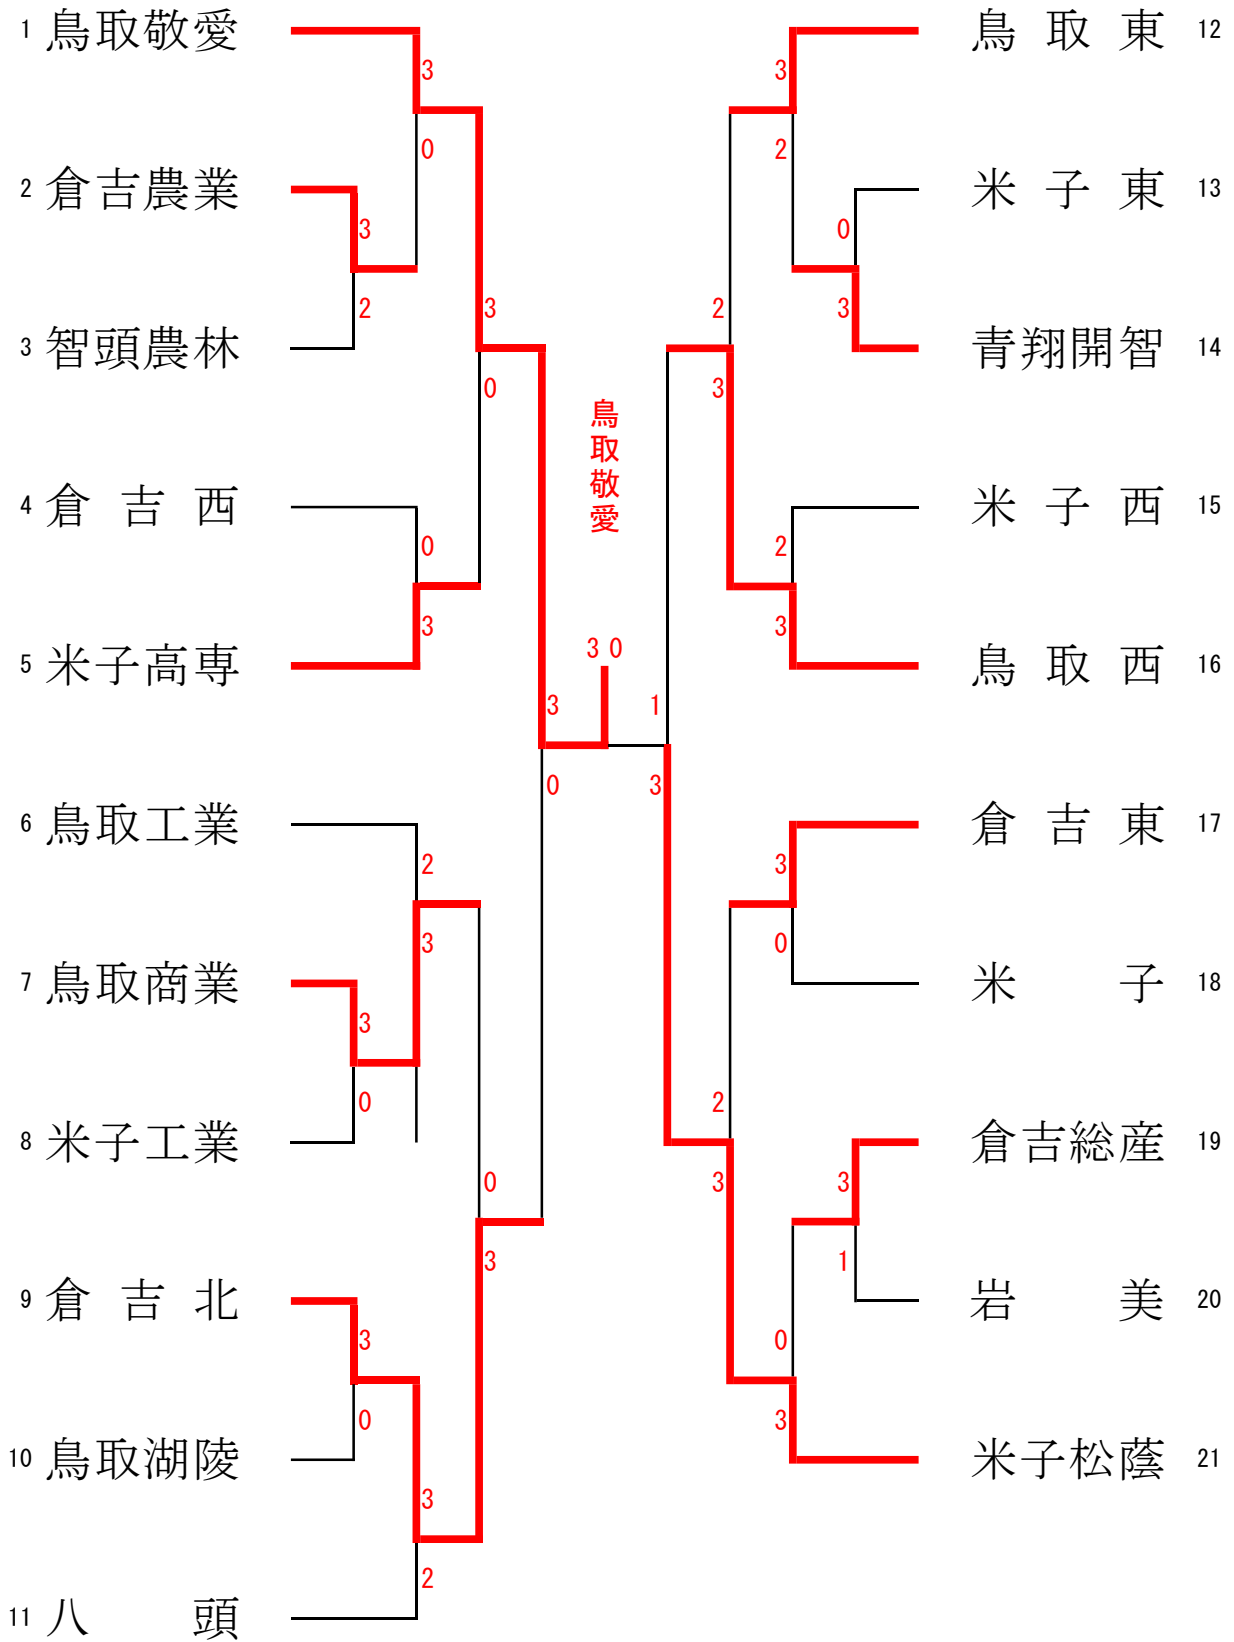 1 鳥取敬愛
3
0
2 倉吉農業
3
2
3 智頭農林
3
0
4 倉吉西
0
3
5 米子高専
3
0
6 鳥取工業
2
3
7 鳥取商業
3
0
8 米子工業
0
3
9 倉吉北
3
0
10 鳥取湖陵
3
2
11 八頭
鳥取敬愛
3 0
鳥取東 12
3
2
米子東 13
0
3
青翔開智 14
2
3
米子西 15
2
3
鳥取西 16
1
3
倉吉東 17
3
0
米子 18
2
3
倉吉総産 19
3
1
岩美 20
0
3
米子松蔭 21